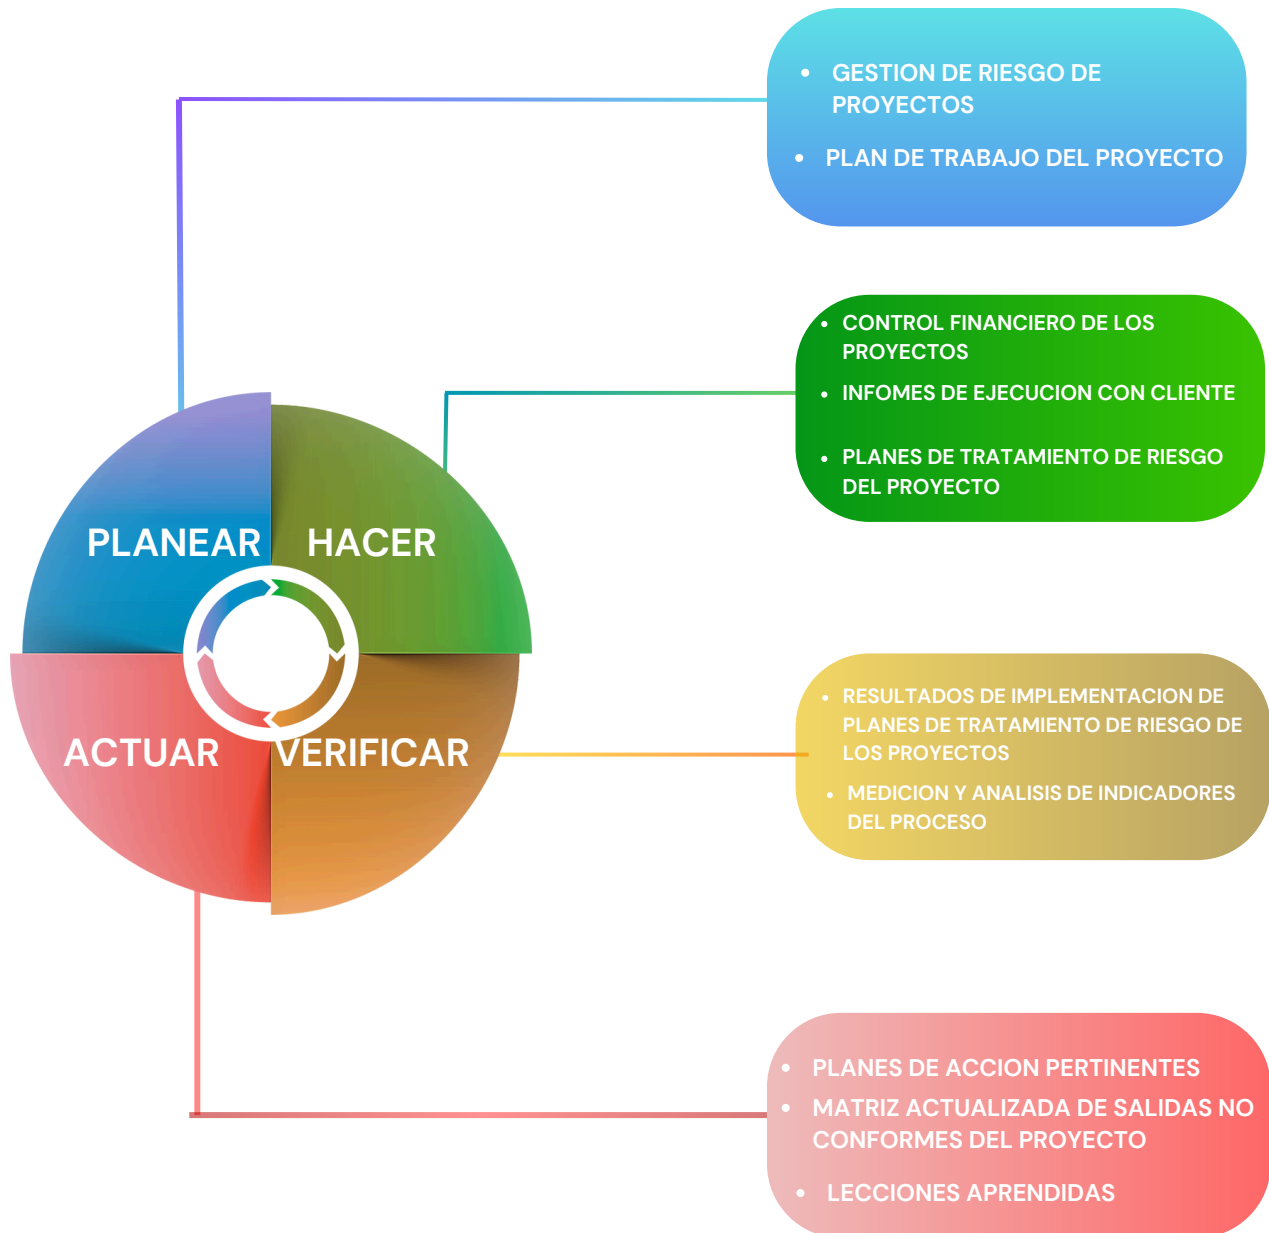 • GESTION DE RIESGO DE
PROYECTOS
• PLAN DE TRABAJO DEL PROYECTO
• CONTROL FINANCIERO DE LOS
PROYECTOS
• INFOMES DE EJECUCION CON CLIENTE
• PLANES DE TRATAMIENTO DE RIESGO
DEL PROYECTO
PLANEAR
HACER
ACTUAR
VERIFICAR
• RESULTADOS DE IMPLEMENTACION DE
PLANES DE TRATAMIENTO DE RIESGO DE
LOS PROYECTOS
• MEDICION Y ANALISIS DE INDICADORES
DEL PROCESO
• PLANES DE ACCION PERTINENTES
• MATRIZ ACTUALIZADA DE SALIDAS NO
CONFORMES DEL PROYECTO
• LECCIONES APRENDIDAS